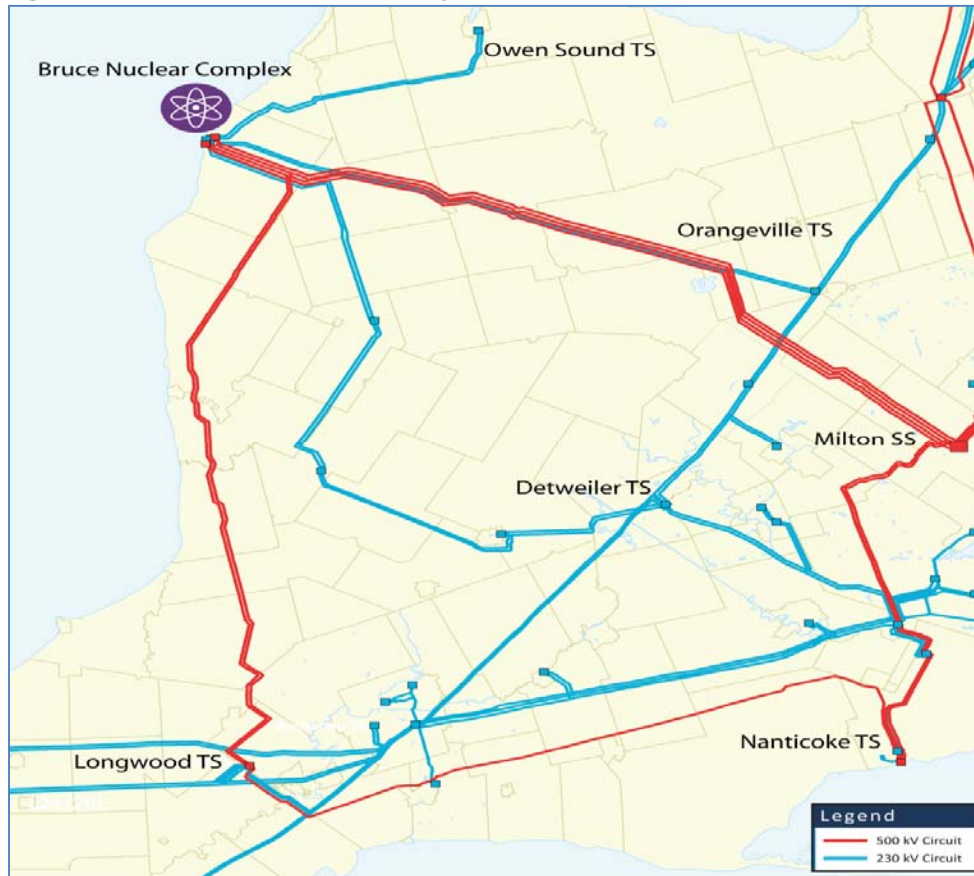 Owen Sound TS
Bruce Nuclear Complex
Orangeville TS
Milton SS
Detweiler TS
Nanticoke TS
Longwood TS
Legend
500 kV Circuit
230 kV Circuit